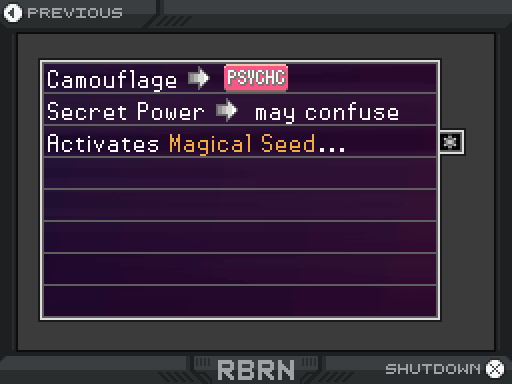 PREVIOUS
Camouflage PSYCHC
Secret Power may confuse
Activates Magical Seed...
RBRN
SHUTDOWN